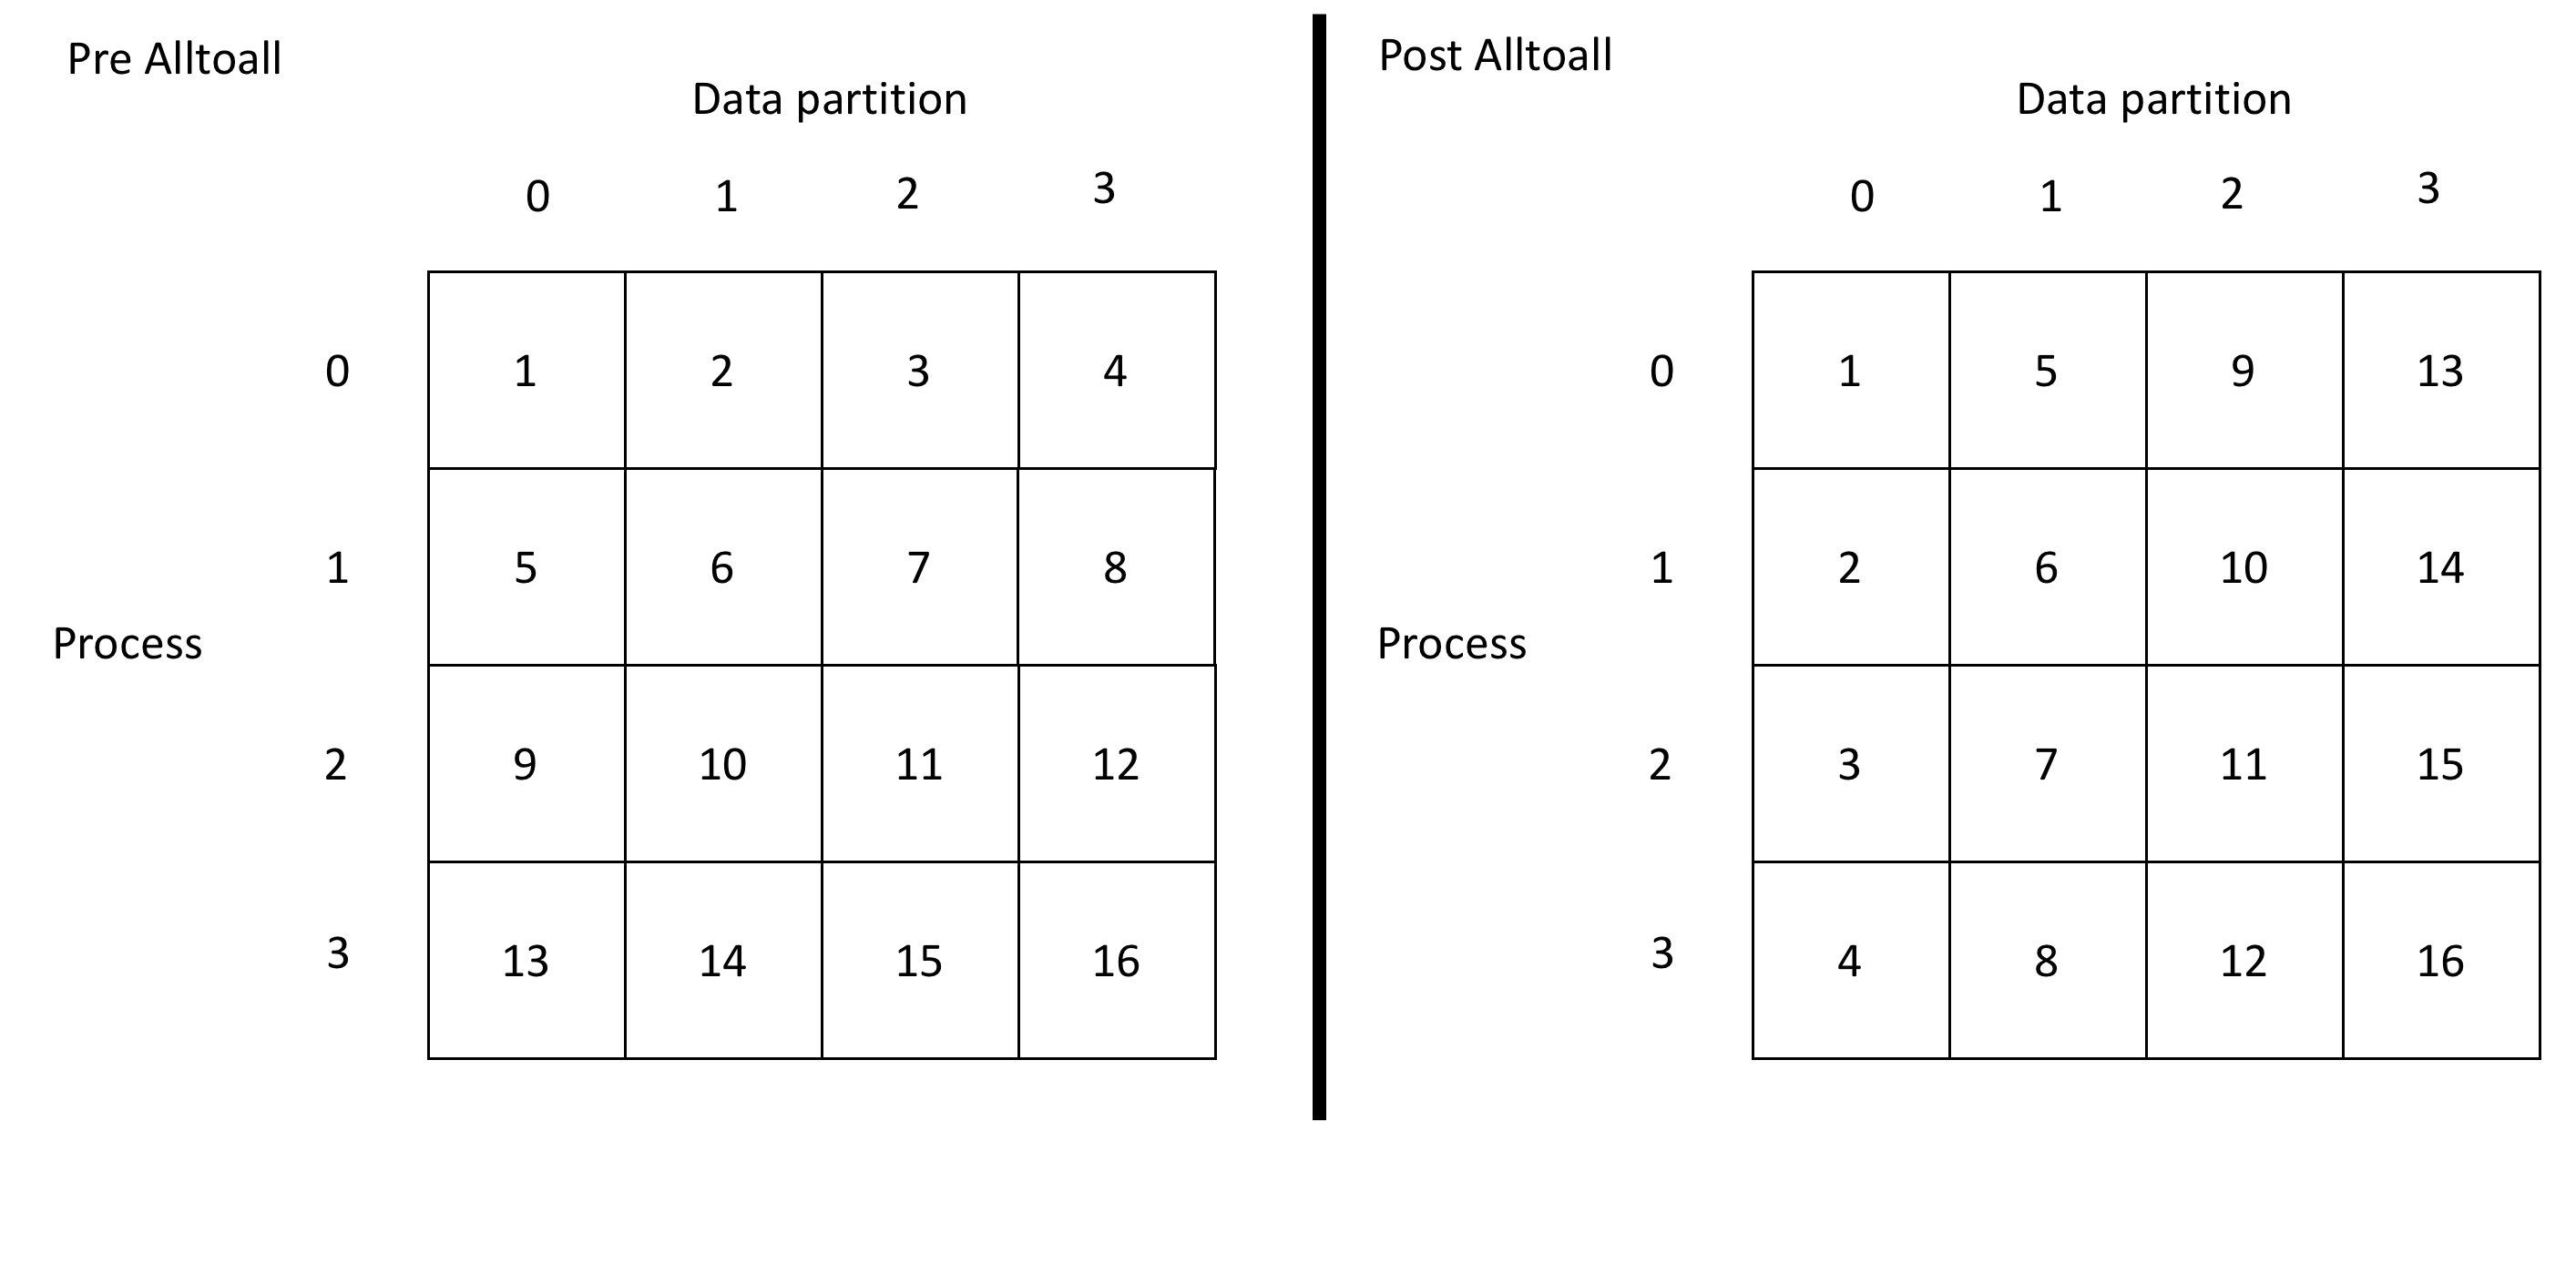 Pre Alltoall
Data partition
0 1 2 3
0 1 2 3 4
1 5 6 7 8
Process
2 9 10 11 12
3 13 14 15 16
Post Alltoall
Data partition
0 1 2 3
0 1 5 9 13
1 2 6 10 14
Process
2 3 7 11 15
3 4 8 12 16